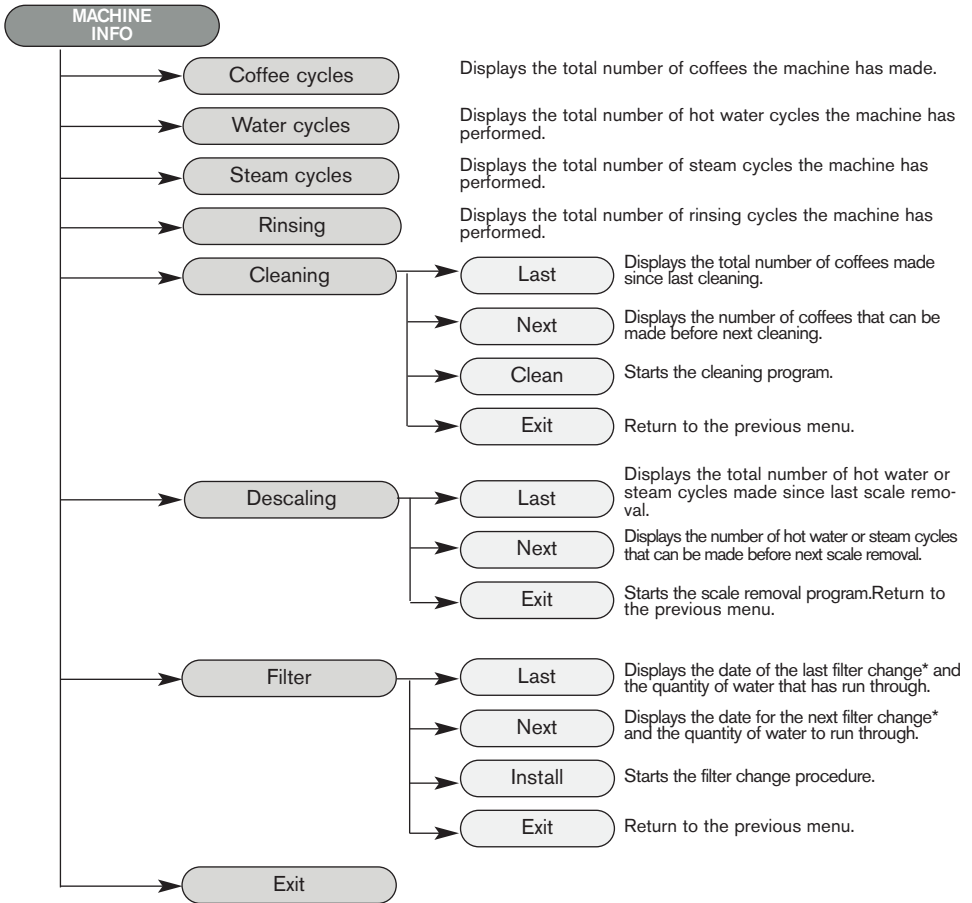 MACHINE
INFO
Coffee cycles
Displays the total number of coffees the machine has made.
Water cycles
Displays the total number of hot water cycles the machine has
performed.
Steam cycles
Displays the total number of steam cycles the machine has
performed.
Rinsing
Displays the total number of rinsing cycles the machine has
performed.
Cleaning
Last
Displays the total number of coffees made
since last cleaning.
Next
Displays the number of coffees that can be
made before next cleaning.
Clean
Starts the cleaning program.
Exit
Return to the previous menu.
Descaling
Last
Displays the total number of hot water or
steam cycles made since last scale remo-
val.
Next
Displays the number of hot water or steam cycles
that can be made before next scale removal.
Exit
Starts the scale removal program.Return to
the previous menu.
Filter
Last
Displays the date of the last filter change* and
the quantity of water that has run through.
Next
Displays the date for the next filter change*
and the quantity of water to run through.
Install
Starts the filter change procedure.
Exit
Return to the previous menu.
Exit